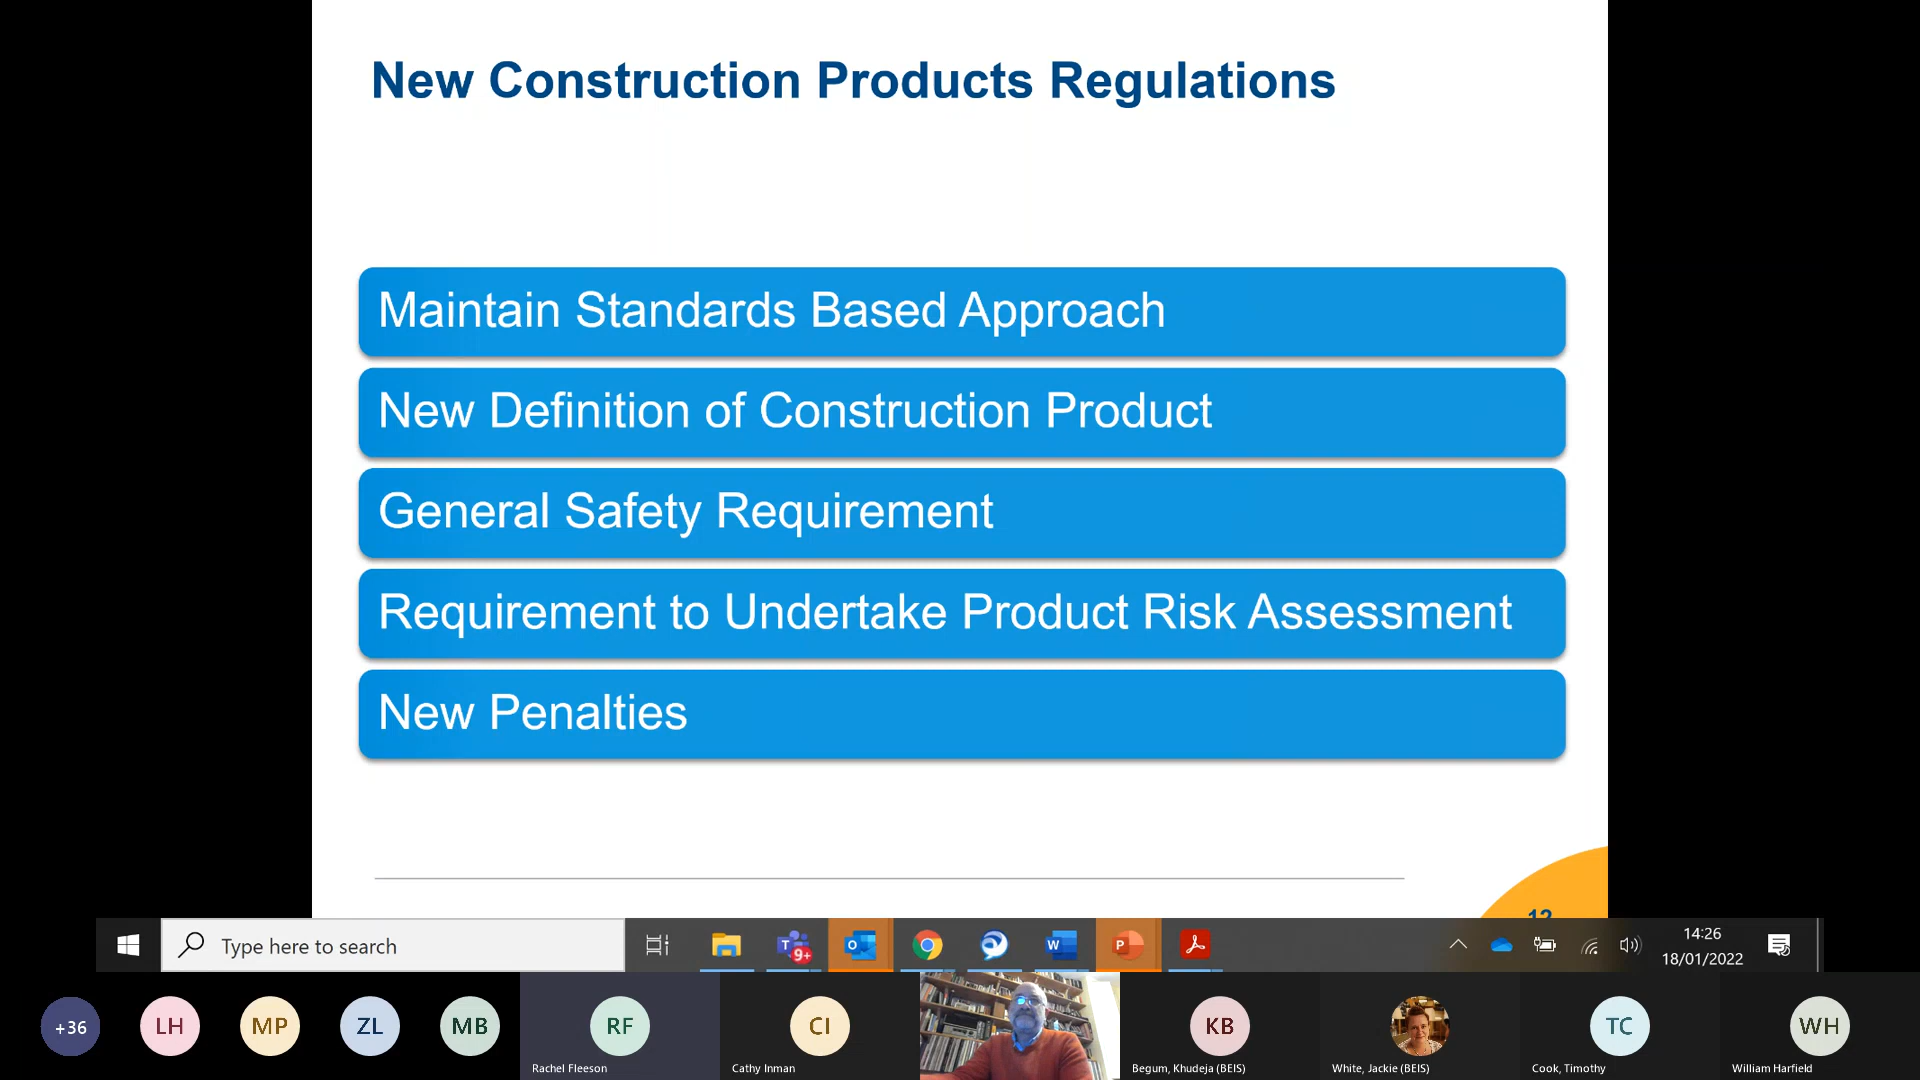 New Construction Products Regulations
Maintain Standards Based Approach
New Definition of Construction Product
General Safety Requirement
Requirement to Undertake Product Risk Assessment
New Penalties
12
Type here to search
T
9+
O
W
P
14:26
18/01/2022
+36
LH
MP
ZL
MB
RF
Rachel Fleeson
CI
Cathy Inman
KB
Begum, Khudeja (BEIS)
White, Jackie (BEIS)
TC
Cook, Timothy
WH
William Harfield